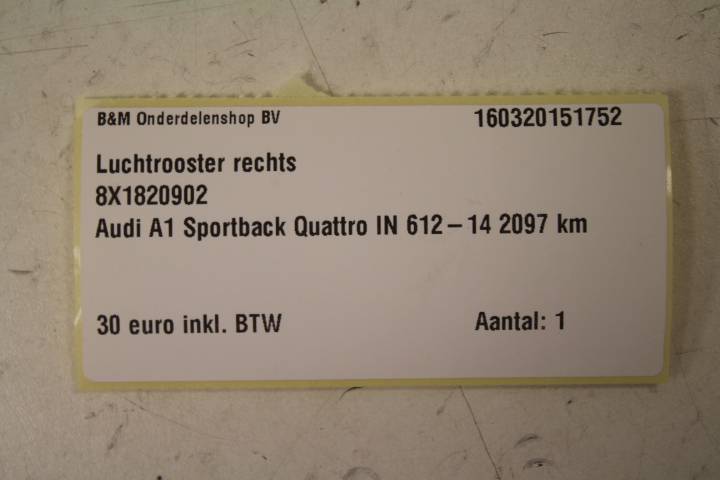 B&M Onderdelenshop BV 160320151752
Luchtrooster rechts
8X1820902
Audi A1 Sportback Quattro IN 612 – 14 2097 km
30 euro inkl. BTW Aantal: 1